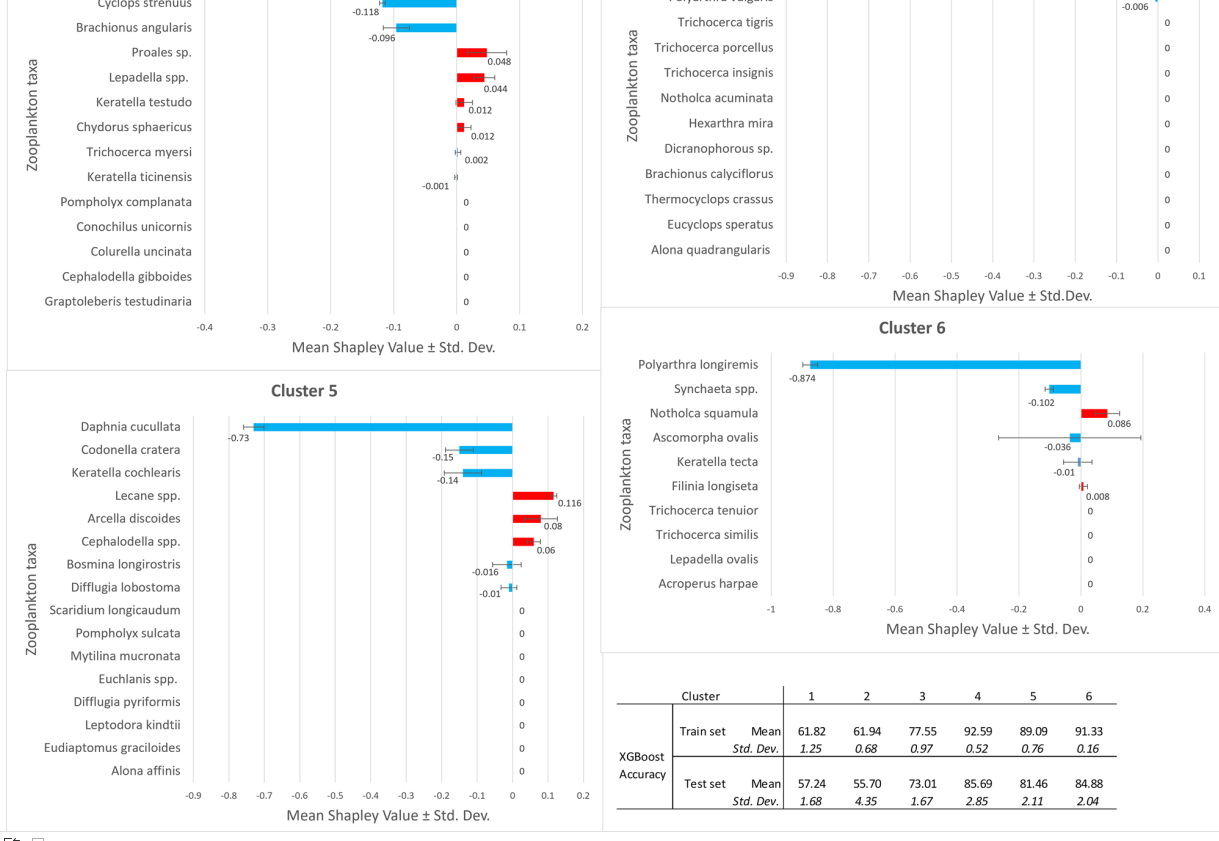 Cyclops strenuus
-0.118
Brachionus angularis
-0.096
Proales sp.
0.048
Lepadella spp.
0.044
Keratella testudo
0.012
Chydorus sphaericus
0.012
Trichocerca myersi
0.002
Keratella ticinensis
-0.001
Pompholyx complanata
0
Conochilus unicornis
0
Colurella uncinata
0
Cephalodella gibboides
0
Graptoleberis testudinaria
0
Zooplankton taxa
-0.4 -0.3 -0.2 -0.1 0 0.1 0.2
Mean Shapley Value ± Std. Dev.
-0.006
Trichocerca tigris
0
Trichocerca porcellus
0
Trichocerca insignis
0
Notholca acuminata
0
Hexarthra mira
0
Dicranophorous sp.
0
Brachionus calyciflorus
0
Thermocyclops crassus
0
Eucyclops speratus
0
Alona quadrangularis
0
Zooplankton taxa
-0.9 -0.8 -0.7 -0.6 -0.5 -0.4 -0.3 -0.2 -0.1 0 0.1
Mean Shapley Value ± Std.Dev.
Cluster 5
Daphnia cucullata
-0.73
Codonella cratera
-0.15
Keratella cochlearis
-0.14
Lecane spp.
0.116
Arcella discoides
0.08
Cephalodella spp.
0.06
Bosmina longirostris
-0.016
Difflugia lobostoma
-0.01
Scaridium longicaudum
0
Pompholyx sulcata
0
Mytilina mucronata
0
Euchlanis spp.
0
Difflugia pyriformis
0
Leptodora kindtii
0
Eudiaptomus graciloides
0
Alona affinis
0
Zooplankton taxa
-0.9 -0.8 -0.7 -0.6 -0.5 -0.4 -0.3 -0.2 -0.1 0 0.1 0.2
Mean Shapley Value ± Std. Dev.
Cluster 6
Polyarthra longiremis
-0.874
Synchaeta spp.
-0.102
Notholca squamula
0.086
Ascomorpha ovalis
-0.036
Keratella tecta
-0.01
Filinia longiseta
0.008
Trichocerca tenuior
0
Trichocerca similis
0
Lepadella ovalis
0
Acroperus harpae
0
Zooplankton taxa
-1 -0.8 -0.6 -0.4 -0.2 0 0.2 0.4
Mean Shapley Value ± Std. Dev.
Cluster 1 2 3 4 5 6
XGBoost
Accuracy
Train set Mean 61.82 61.94 77.55 92.59 89.09 91.33
Std. Dev. 1.25 0.68 0.97 0.52 0.76 0.16
Test set Mean 57.24 55.70 73.01 85.69 81.46 84.88
Std. Dev. 1.68 4.35 1.67 2.85 2.11 2.04